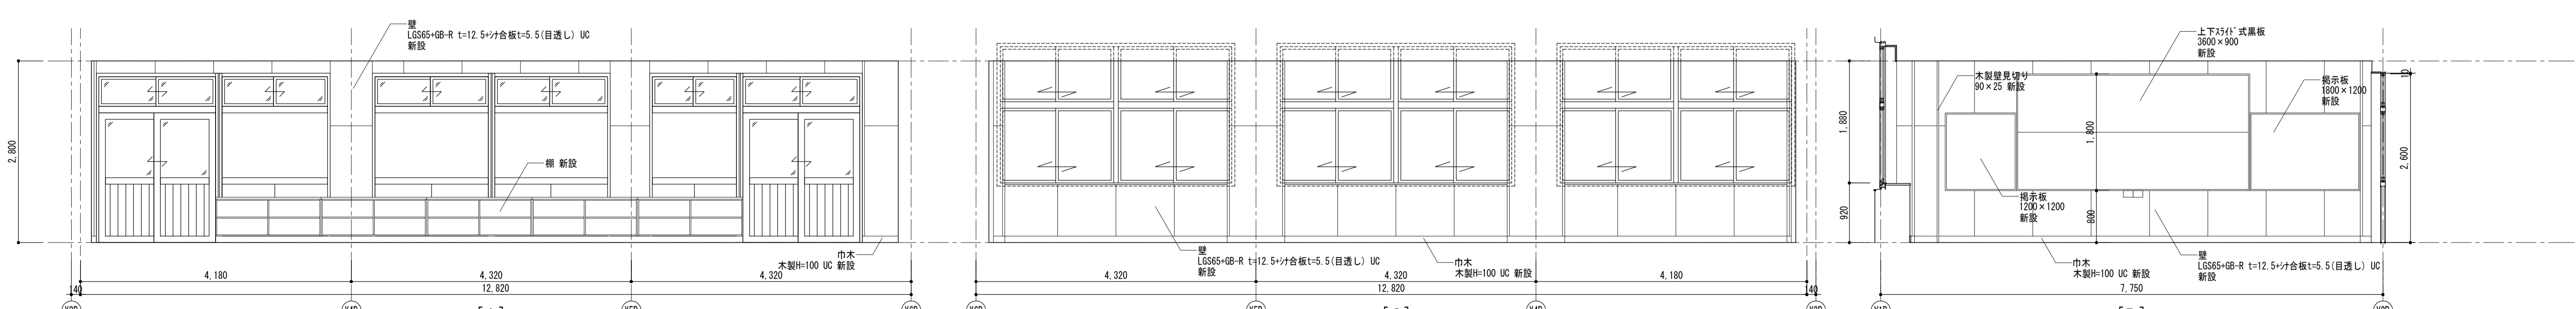 壁
LGS65+GB-R t=12.5+ｼﾅ合板t=5.5(目透し) UC
新設
2,800
棚 新設
巾木
木製H=100 UC 新設
4,180
4,320
4,320
140
12,820
壁
LGS65+GB-R t=12.5+ｼﾅ合板t=5.5(目透し) UC
新設
巾木
木製H=100 UC 新設
4,320
4,320
4,180
12,820
140
上下ｽﾗｲﾄﾞ式黒板
3600×900
新設
木製壁見切り
90×25 新設
掲示板
1800×1200
新設
10
1,880
1,800
2,600
掲示板
1200×1200
新設
920
800
巾木
木製H=100 UC 新設
壁
LGS65+GB-R t=12.5+ｼﾅ合板t=5.5(目透し) UC
新設
7,750